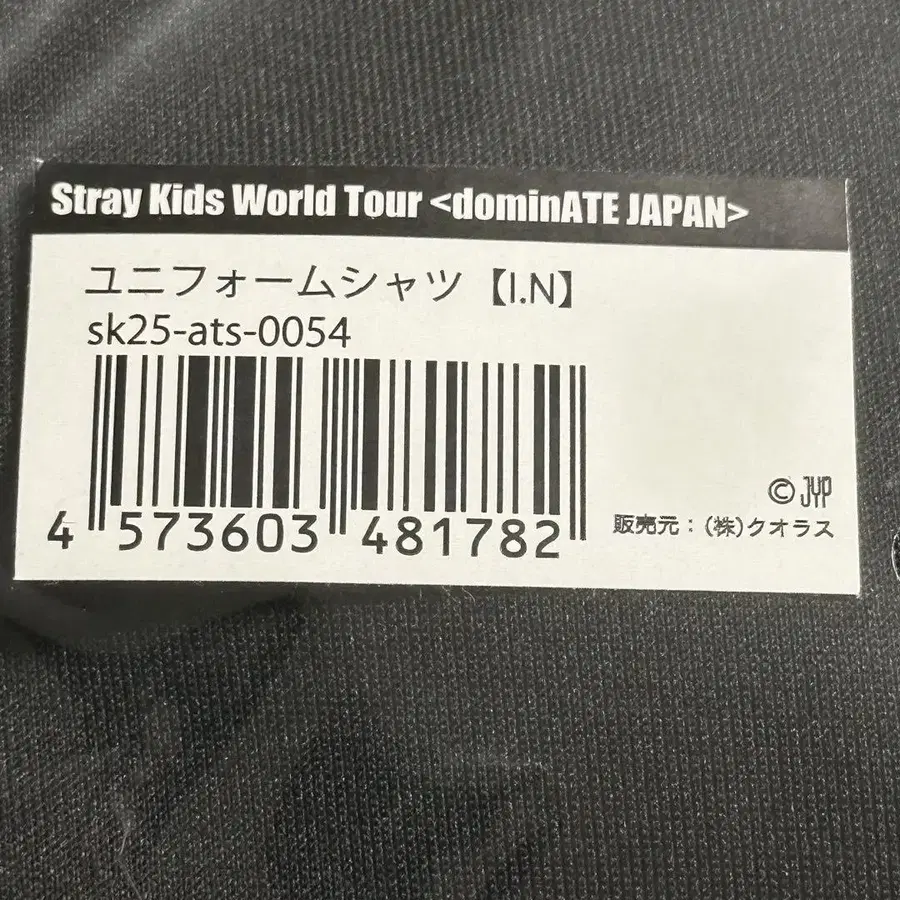 Stray Kids World Tour <dominATE JAPAN>
ユニフォームシャツ【I.N】
sk25-ats-0054
4 573603 481782
© JYP
販売元：(株)クオラス